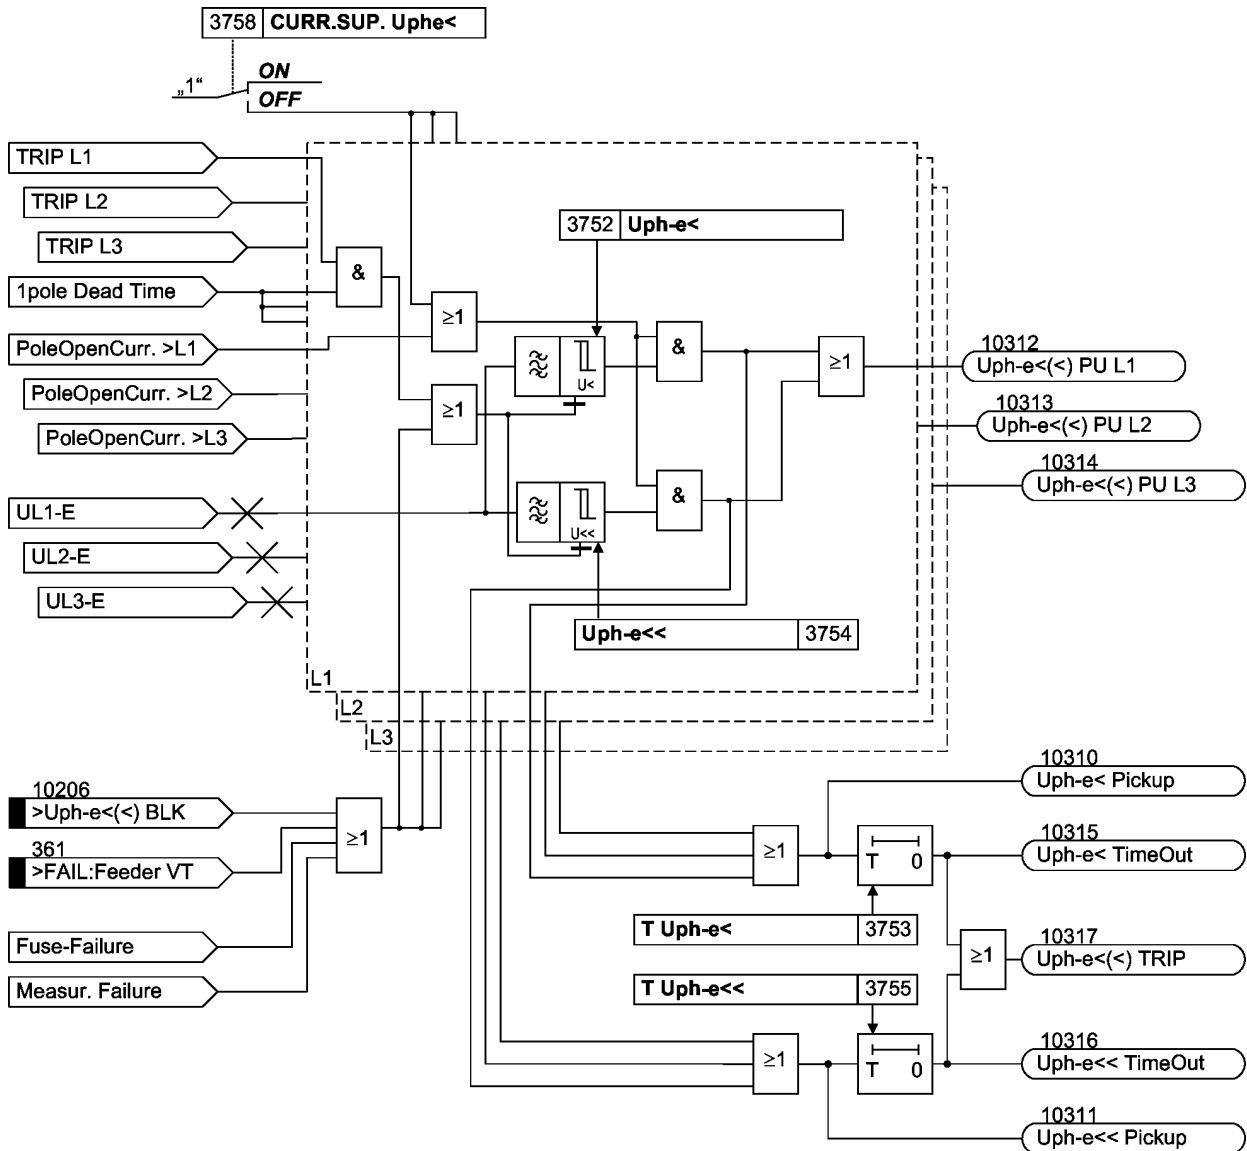 3758 CURR.SUP. Uphe<
„1“
ON
OFF
TRIP L1
TRIP L2
TRIP L3
1pole Dead Time
PoleOpenCurr. >L1
PoleOpenCurr. >L2
PoleOpenCurr. >L3
UL1-E
UL2-E
UL3-E
&
≥1
≥1
3752 Uph-e<
U<
U<<
&
&
≥1
Uph-e<< 3754
10312
Uph-e<(<) PU L1
10313
Uph-e<(<) PU L2
10314
Uph-e<(<) PU L3
L1
L2
L3
10206
>Uph-e<(<) BLK
361
>FAIL:Feeder VT
Fuse-Failure
Measur. Failure
≥1
10310
Uph-e< Pickup
≥1
T 0
10315
Uph-e< TimeOut
T Uph-e< 3753
≥1
10317
Uph-e<(<) TRIP
T Uph-e<< 3755
≥1
T 0
10316
Uph-e<< TimeOut
10311
Uph-e<< Pickup